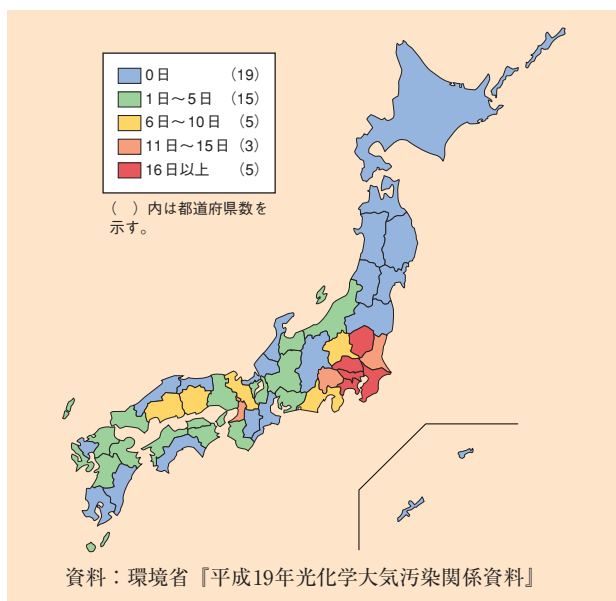 0日 (19)
1日～5日 (15)
6日～10日 (5)
11日～15日 (3)
16日以上 (5)
( )内は都道府県数を
示す。
資料：環境省『平成19年光化学大気汚染関係資料』